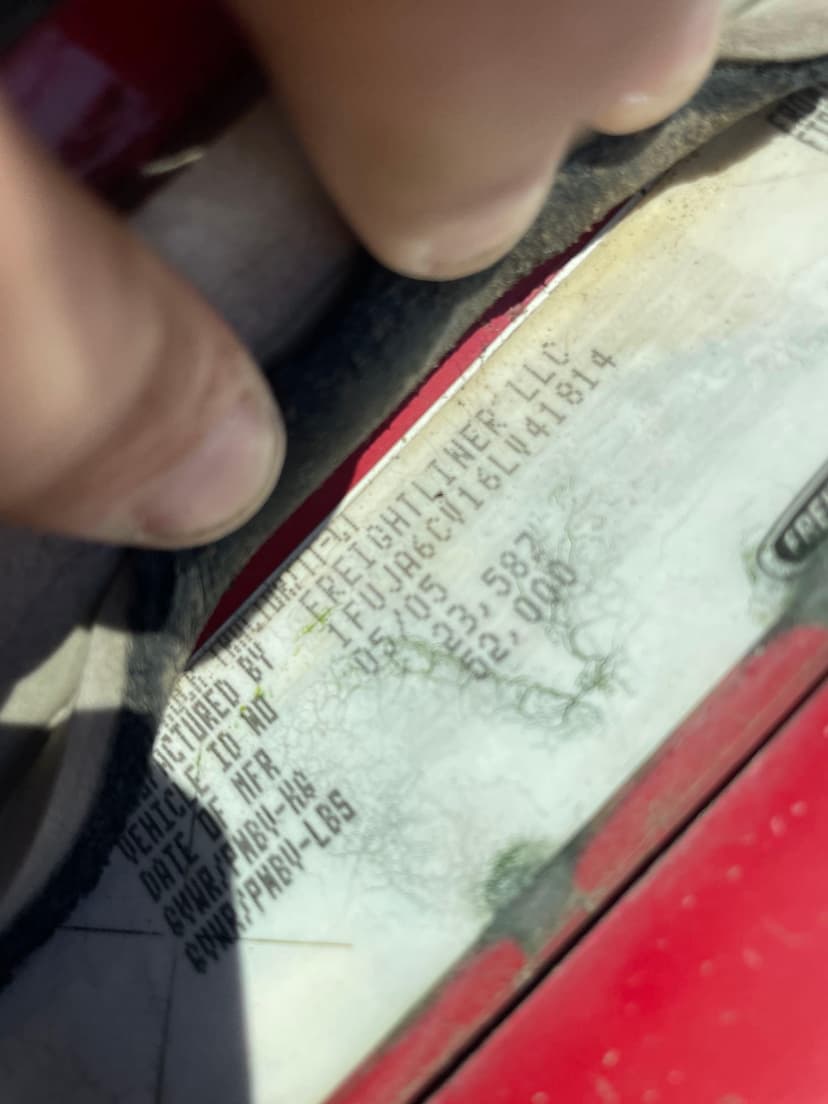 CTURED BY FREIGHTLINER LLC
VEHICLE ID NO 1FUJA6CV16LV41814
DATE OF MFR 05/05
GVWR/PNBV-KG 23,587
GVWR/PNBV-LBS 52,000